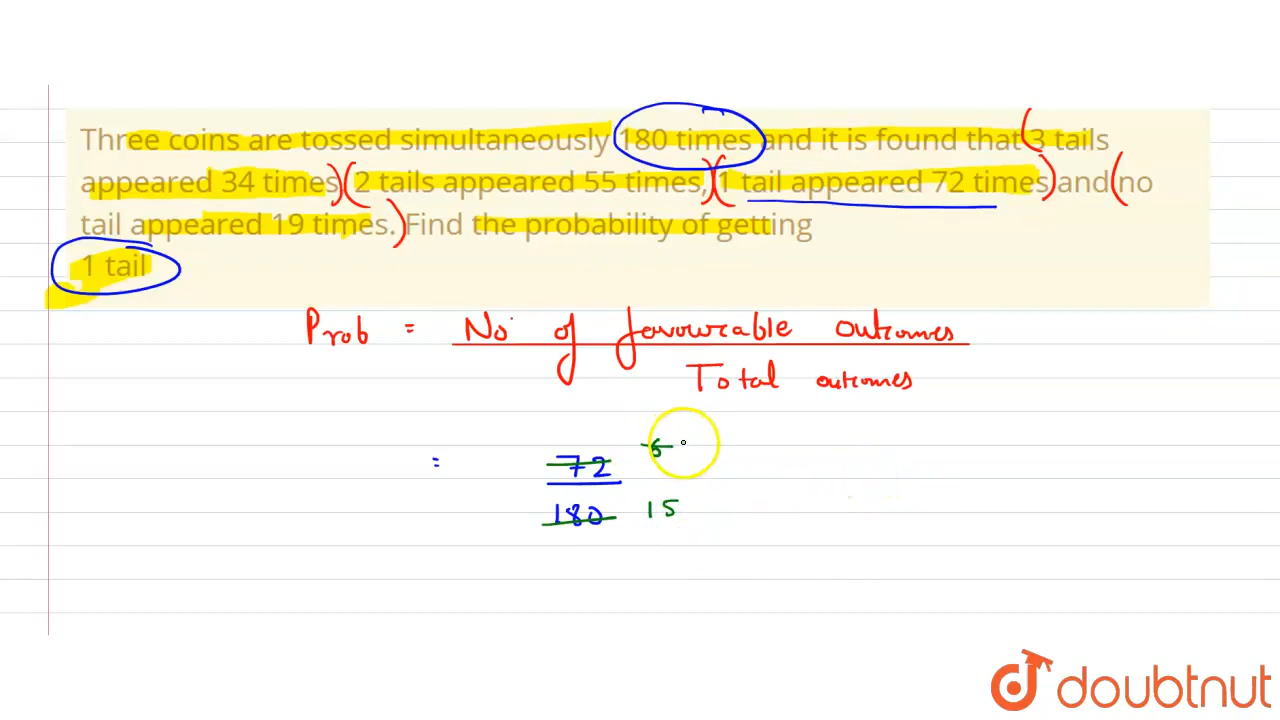 Three coins are tossed simultaneously 180 times and it is found that 3 tails
appeared 34 times, 2 tails appeared 55 times, 1 tail appeared 72 times and no
tail appeared 19 times. Find the probability of getting
1 tail
Prob = No of favourable outcomes
Total outcomes
= 72 6
180 15
doubtnut